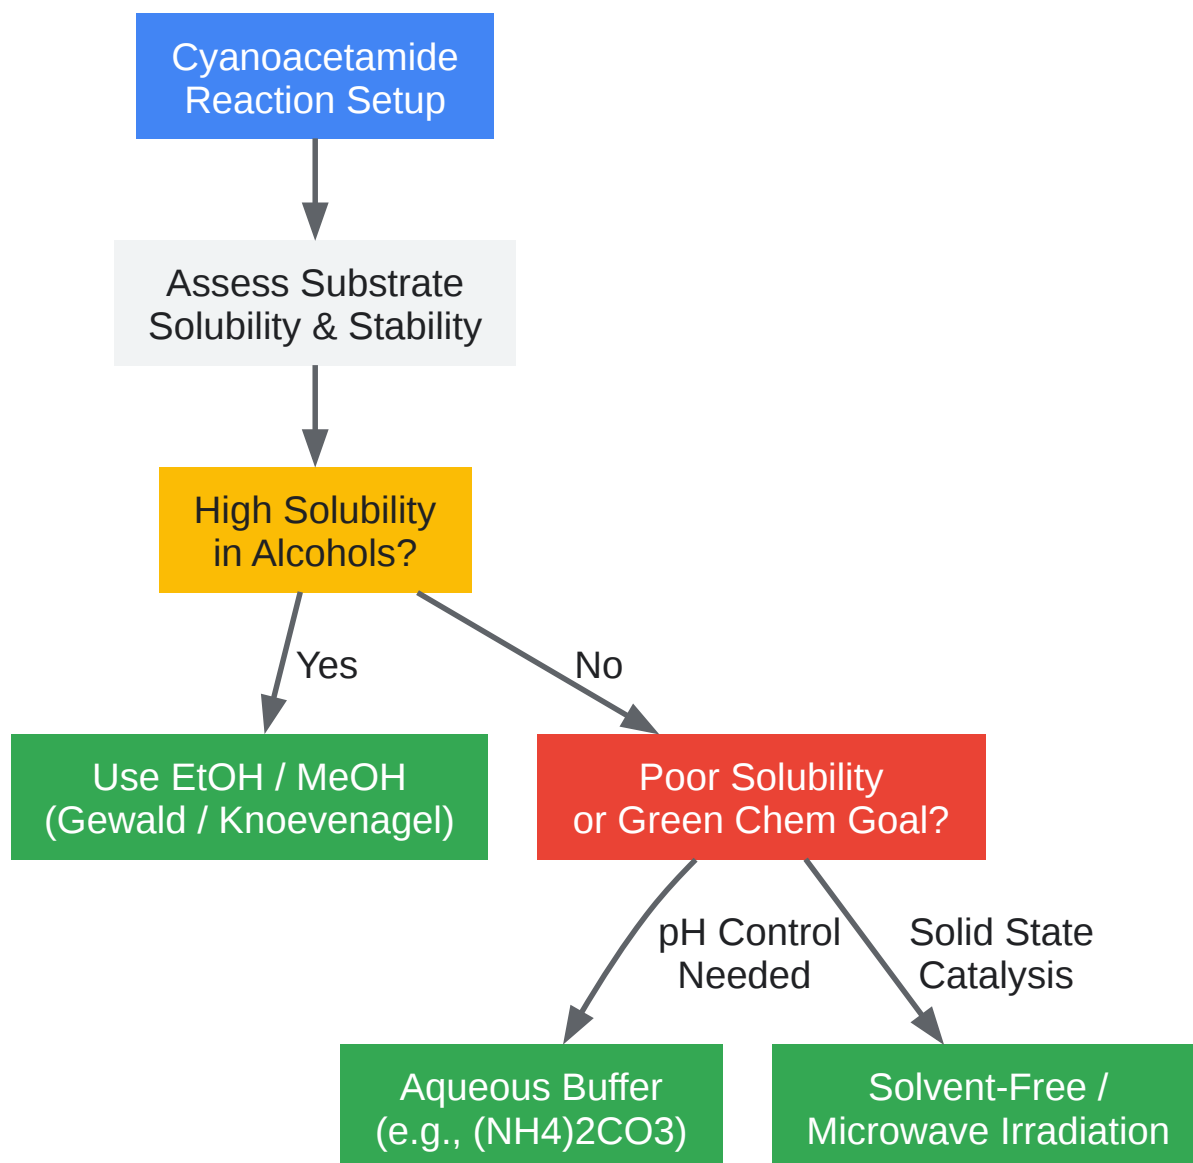 Cyanoacetamide
Reaction Setup
Assess Substrate
Solubility & Stability
High Solubility
in Alcohols?
Yes
No
Use EtOH / MeOH
(Gewald / Knoevenagel)
Poor Solubility
or Green Chem Goal?
pH Control
Needed
Solid State
Catalysis
Aqueous Buffer
(e.g., (NH4)2CO3)
Solvent-Free /
Microwave Irradiation